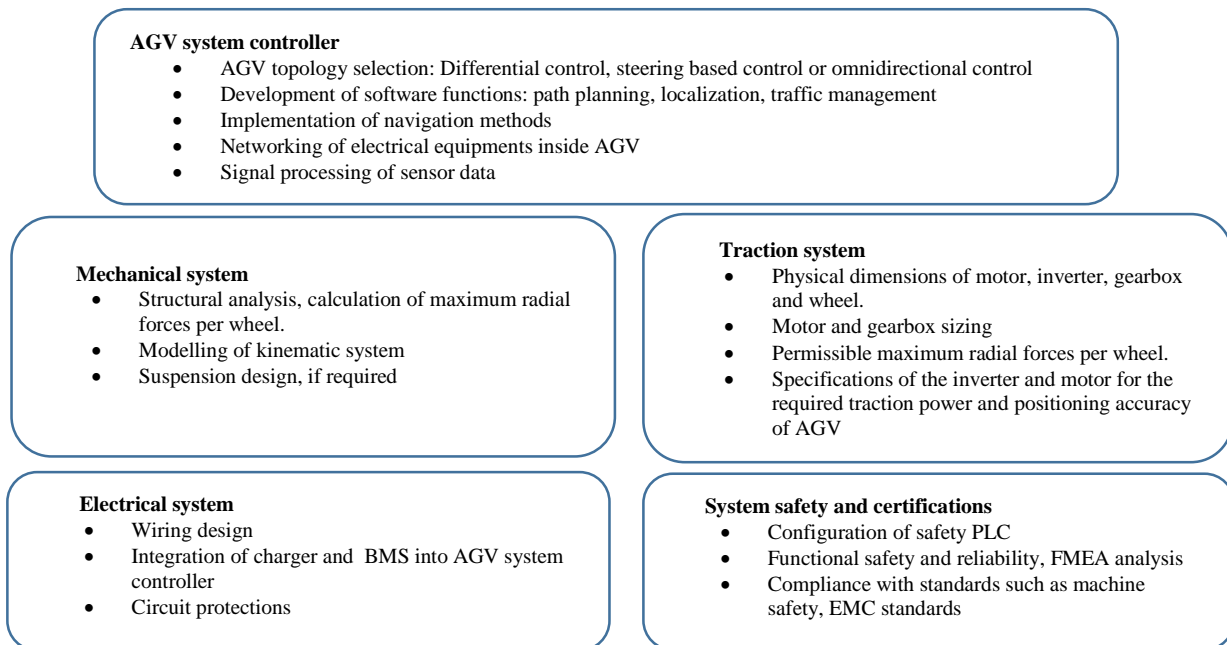 AGV system controller
• AGV topology selection: Differential control, steering based control or omnidirectional control
• Development of software functions: path planning, localization, traffic management
• Implementation of navigation methods
• Networking of electrical equipments inside AGV
• Signal processing of sensor data
Mechanical system
• Structural analysis, calculation of maximum radial
forces per wheel.
• Modelling of kinematic system
• Suspension design, if required
Traction system
• Physical dimensions of motor, inverter, gearbox
and wheel.
• Motor and gearbox sizing
• Permissible maximum radial forces per wheel.
• Specifications of the inverter and motor for the
required traction power and positioning accuracy
of AGV
Electrical system
• Wiring design
• Integration of charger and BMS into AGV system
controller
• Circuit protections
System safety and certifications
• Configuration of safety PLC
• Functional safety and reliability, FMEA analysis
• Compliance with standards such as machine
safety, EMC standards